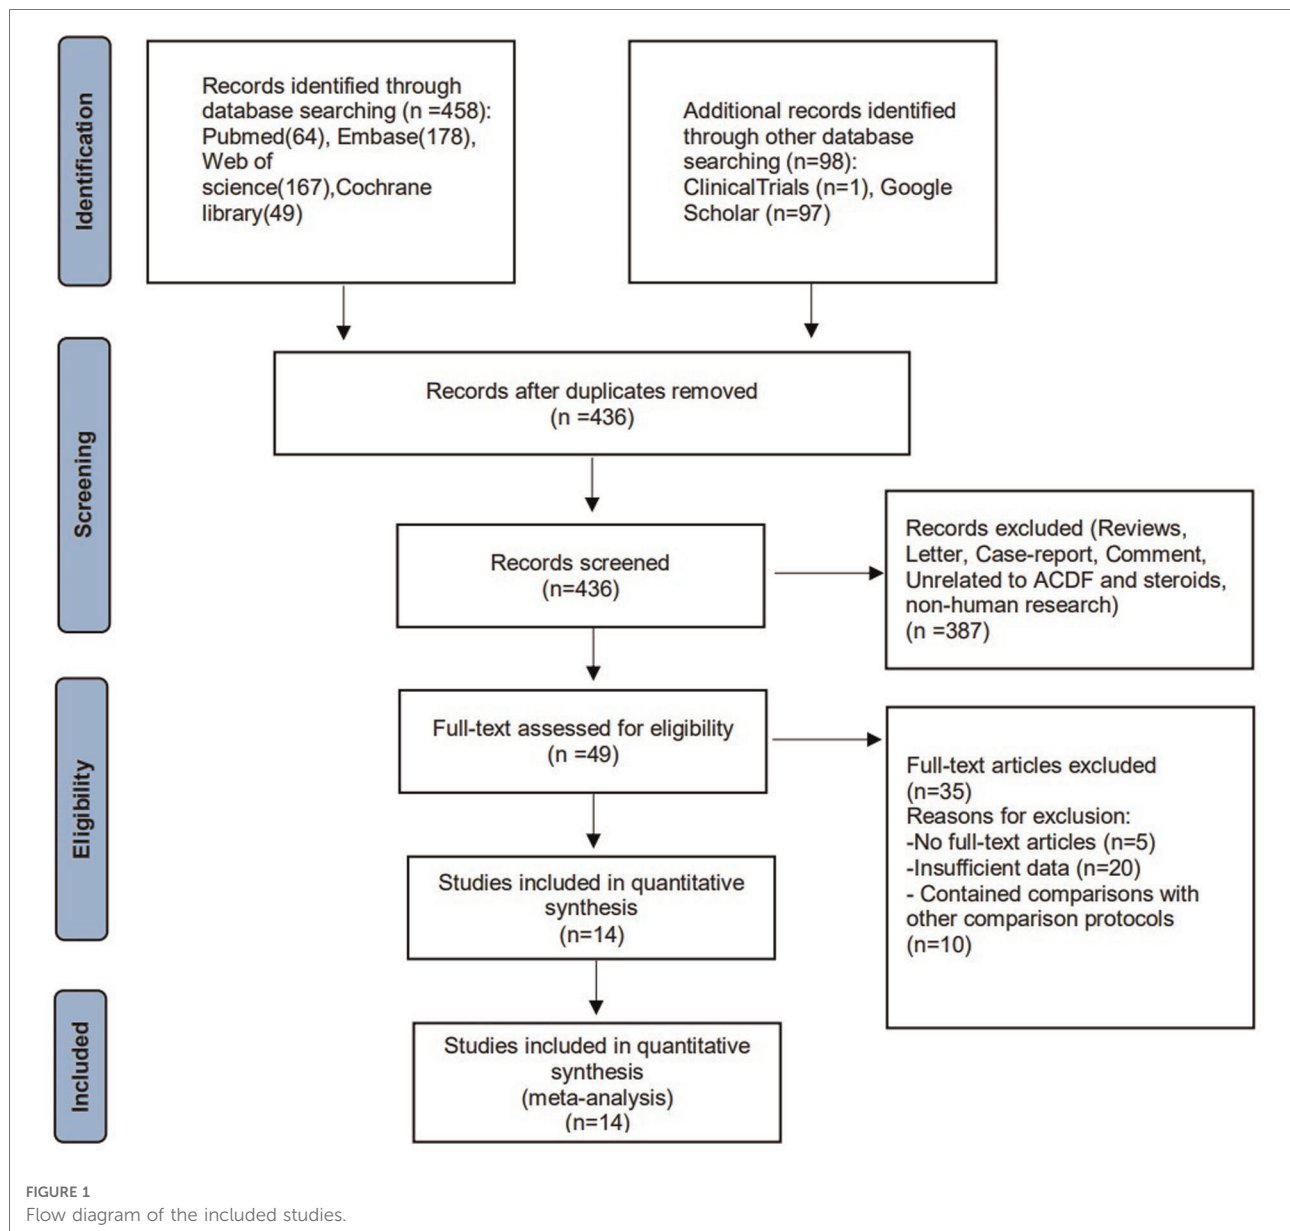 Identification
Records identified through
database searching (n =458):
Pubmed(64), Embase(178),
Web of
science(167),Cochrane
library(49)
Additional records identified
through other database
searching (n=98):
ClinicalTrials (n=1), Google
Scholar (n=97)
Screening
Records after duplicates removed
(n =436)
Records screened
(n=436)
Records excluded (Reviews,
Letter, Case-report, Comment,
Unrelated to ACDF and steroids,
non-human research)
(n =387)
Eligibility
Full-text assessed for eligibility
(n =49)
Full-text articles excluded
(n=35)
Reasons for exclusion:
-No full-text articles (n=5)
-Insufficient data (n=20)
- Contained comparisons with
other comparison protocols
(n=10)
Studies included in quantitative
synthesis
(n=14)
Included
Studies included in quantitative
synthesis
(meta-analysis)
(n=14)
FIGURE 1
Flow diagram of the included studies.